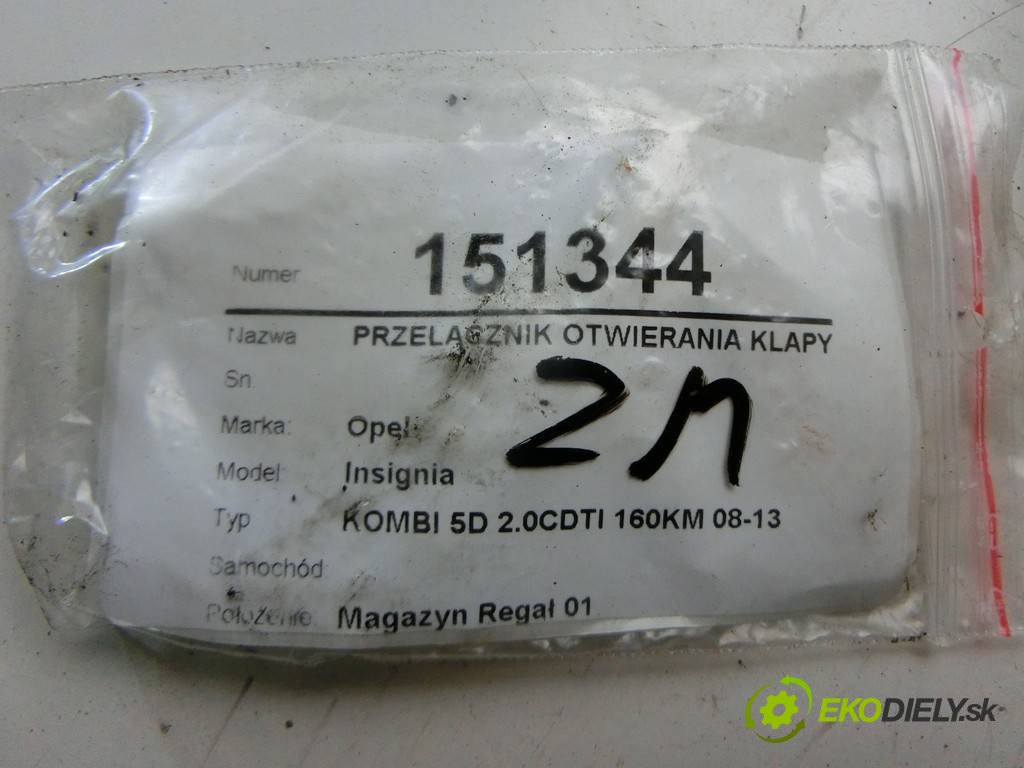 Numer 151344
Nazwa PRZELACZNIK OTWIERANIA KLAPY
Sn
Marka: Opel
Model Insignia
Typ KOMBI 5D 2.0CDTI 160KM 08-13
Samochód
Położenie Magazyn Regał 01
EKODIELY.sk